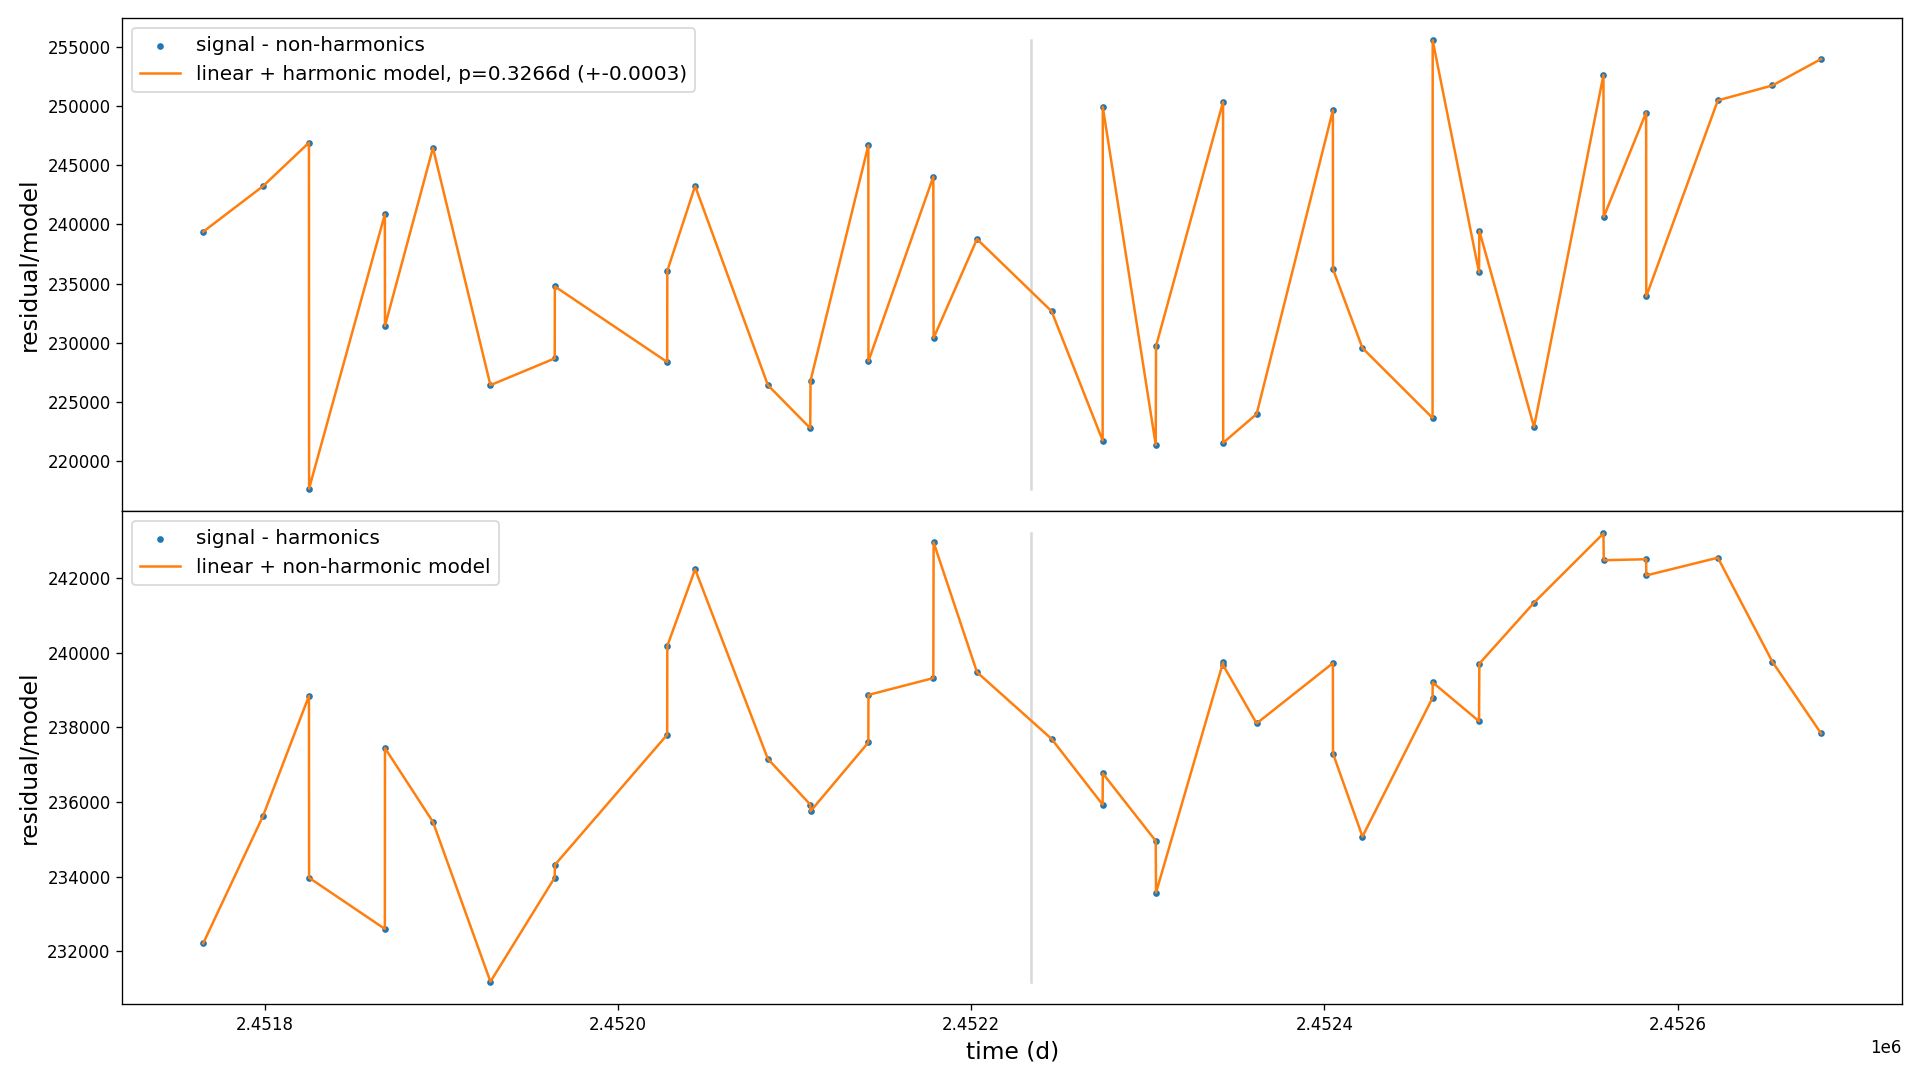 signal - non-harmonics
linear + harmonic model, p=0.3266d (+-0.0003)
255000
250000
245000
240000
235000
230000
225000
220000
residual/model
signal - harmonics
linear + non-harmonic model
242000
240000
238000
236000
234000
232000
residual/model
2.4518 2.4520 2.4522 2.4524 2.4526
time (d)
1e6